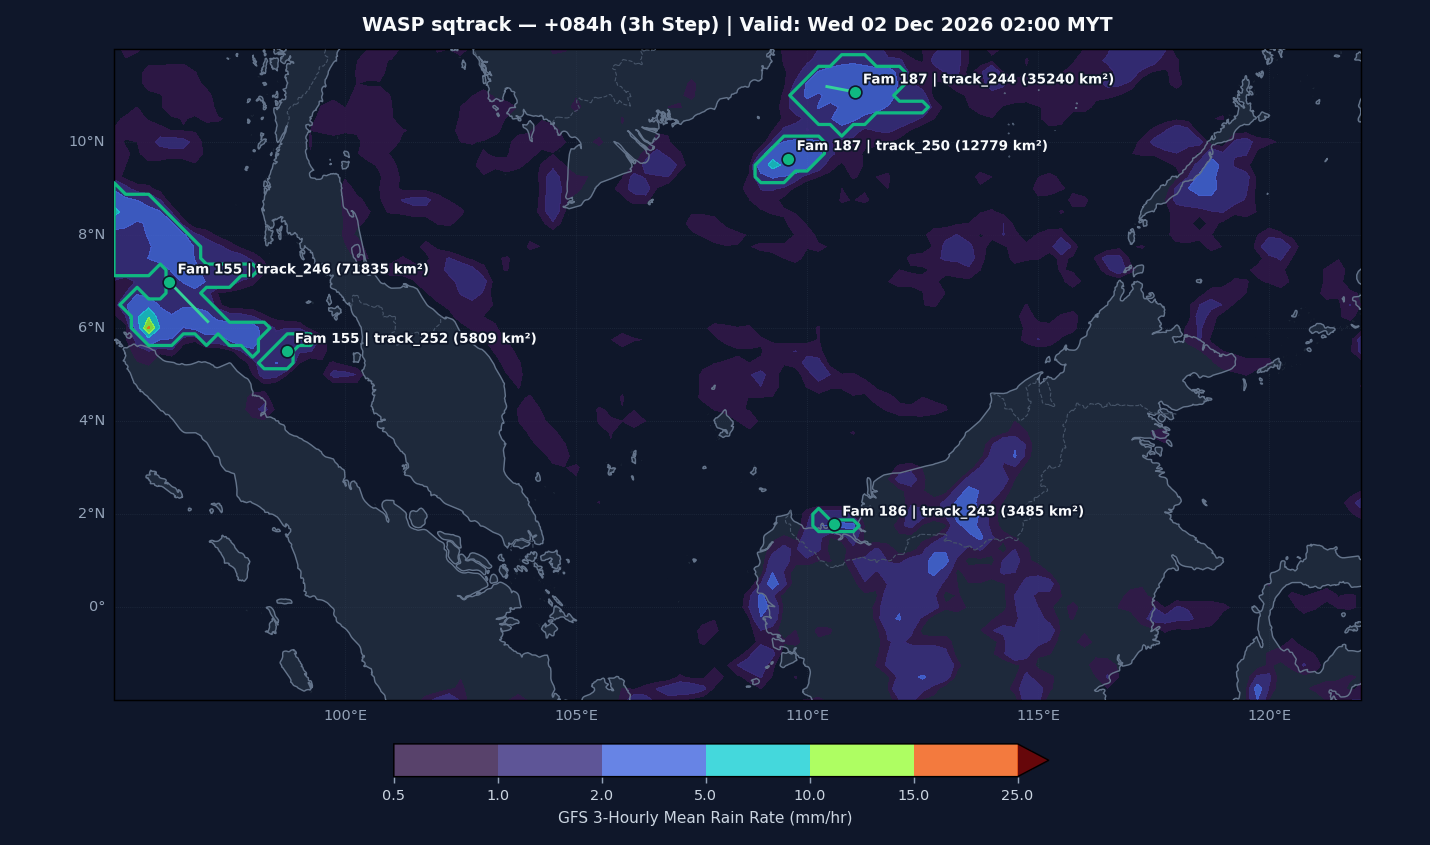 WASP sqtrack — +084h (3h Step) | Valid: Wed 02 Dec 2026 02:00 MYT
Fam 187 | track_244 (35240 km²)
10°N
Fam 187 | track_250 (12779 km²)
8°N
Fam 155 | track_246 (71835 km²)
6°N
Fam 155 | track_252 (5809 km²)
4°N
2°N
Fam 186 | track_243 (3485 km²)
0°
100°E 105°E 110°E 115°E 120°E
0.5 1.0 2.0 5.0 10.0 15.0 25.0
GFS 3-Hourly Mean Rain Rate (mm/hr)